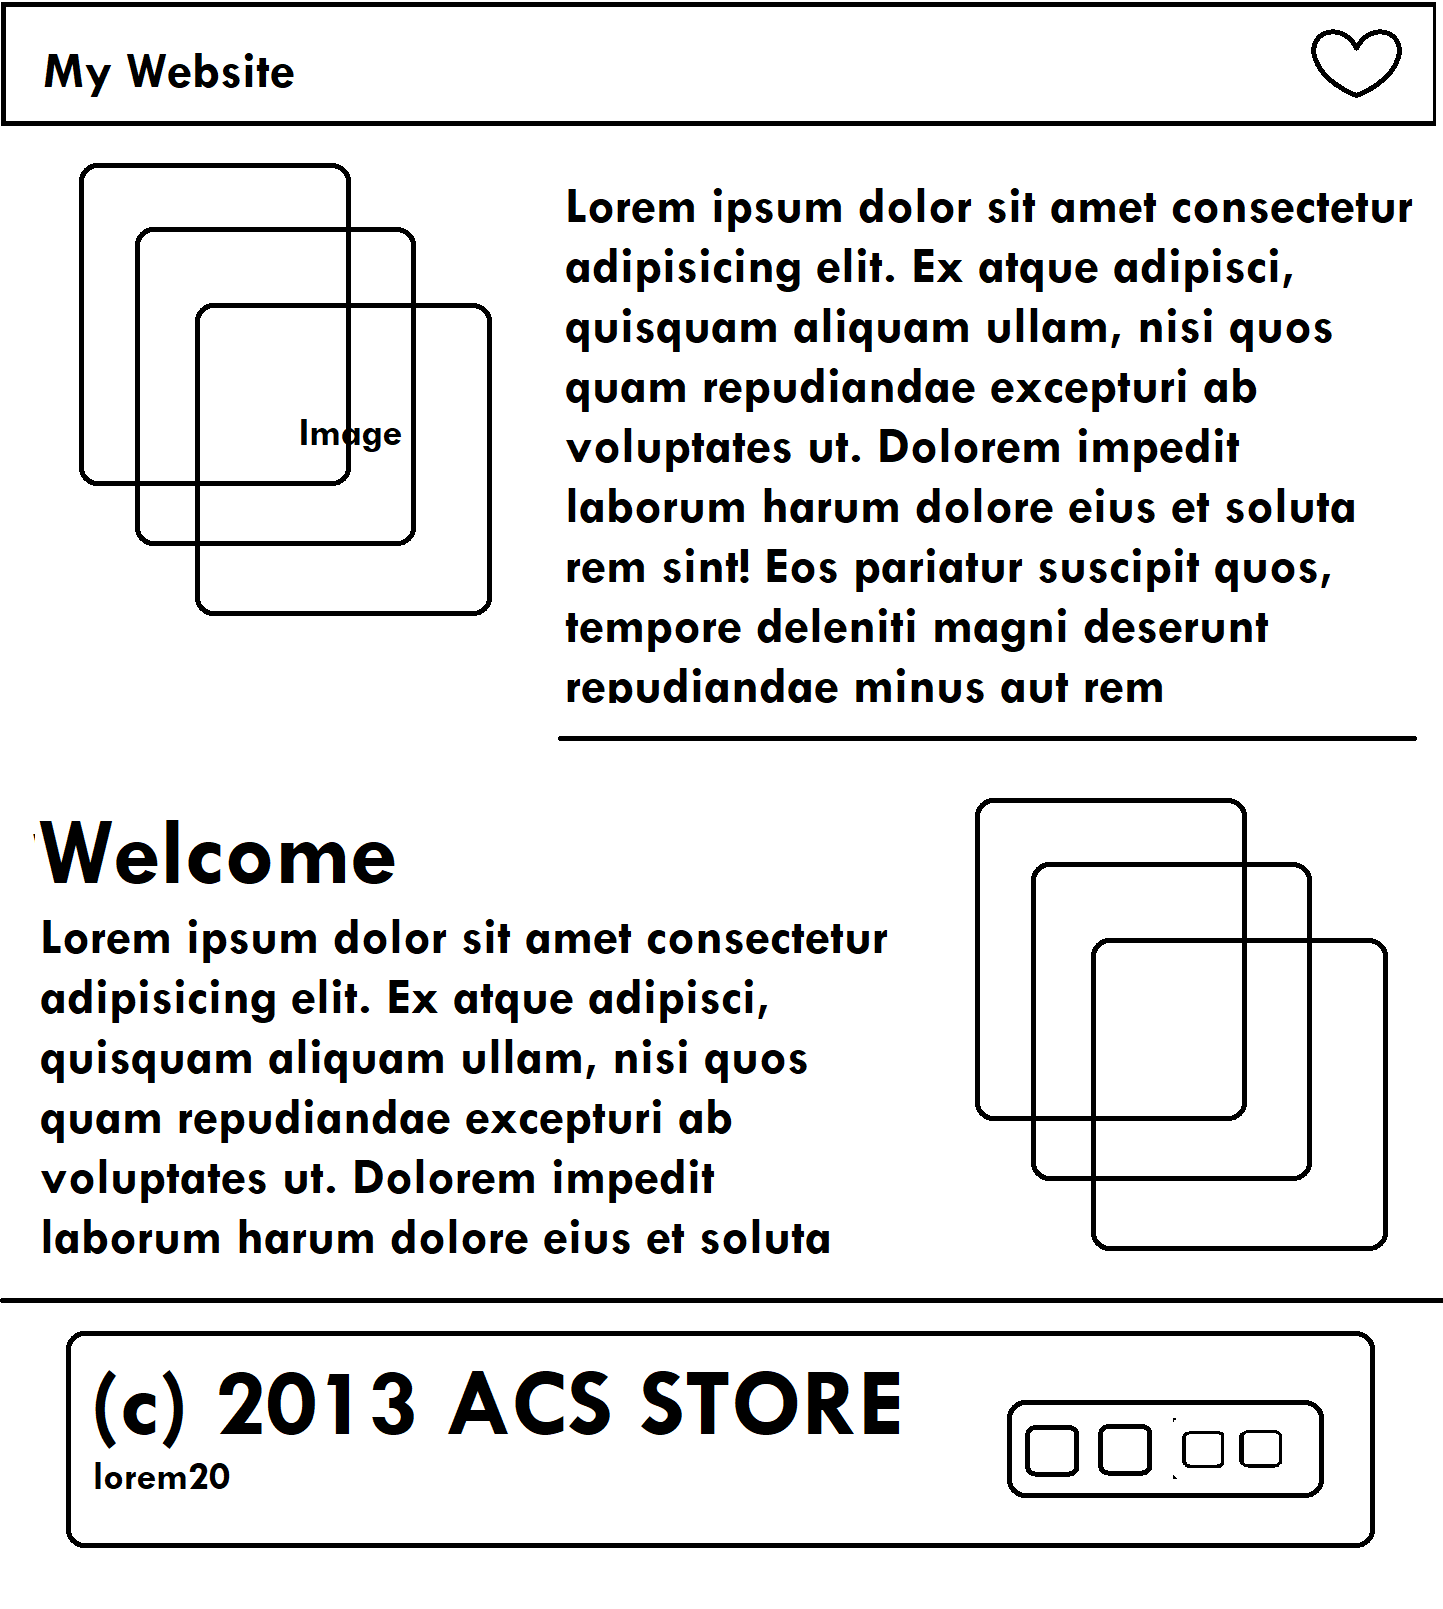 My Website
Lorem ipsum dolor sit amet consectetur
adipisicing elit. Ex atque adipisci,
quisquam aliquam ullam, nisi quos
quam repudiandae excepturi ab
voluptates ut. Dolorem impedit
laborum harum dolore eius et soluta
rem sint! Eos pariatur suscipit quos,
tempore deleniti magni deserunt
repudiandae minus aut rem
Image
Welcome
Lorem ipsum dolor sit amet consectetur
adipisicing elit. Ex atque adipisci,
quisquam aliquam ullam, nisi quos
quam repudiandae excepturi ab
voluptates ut. Dolorem impedit
laborum harum dolore eius et soluta
(c) 2013 ACS STORE
lorem20